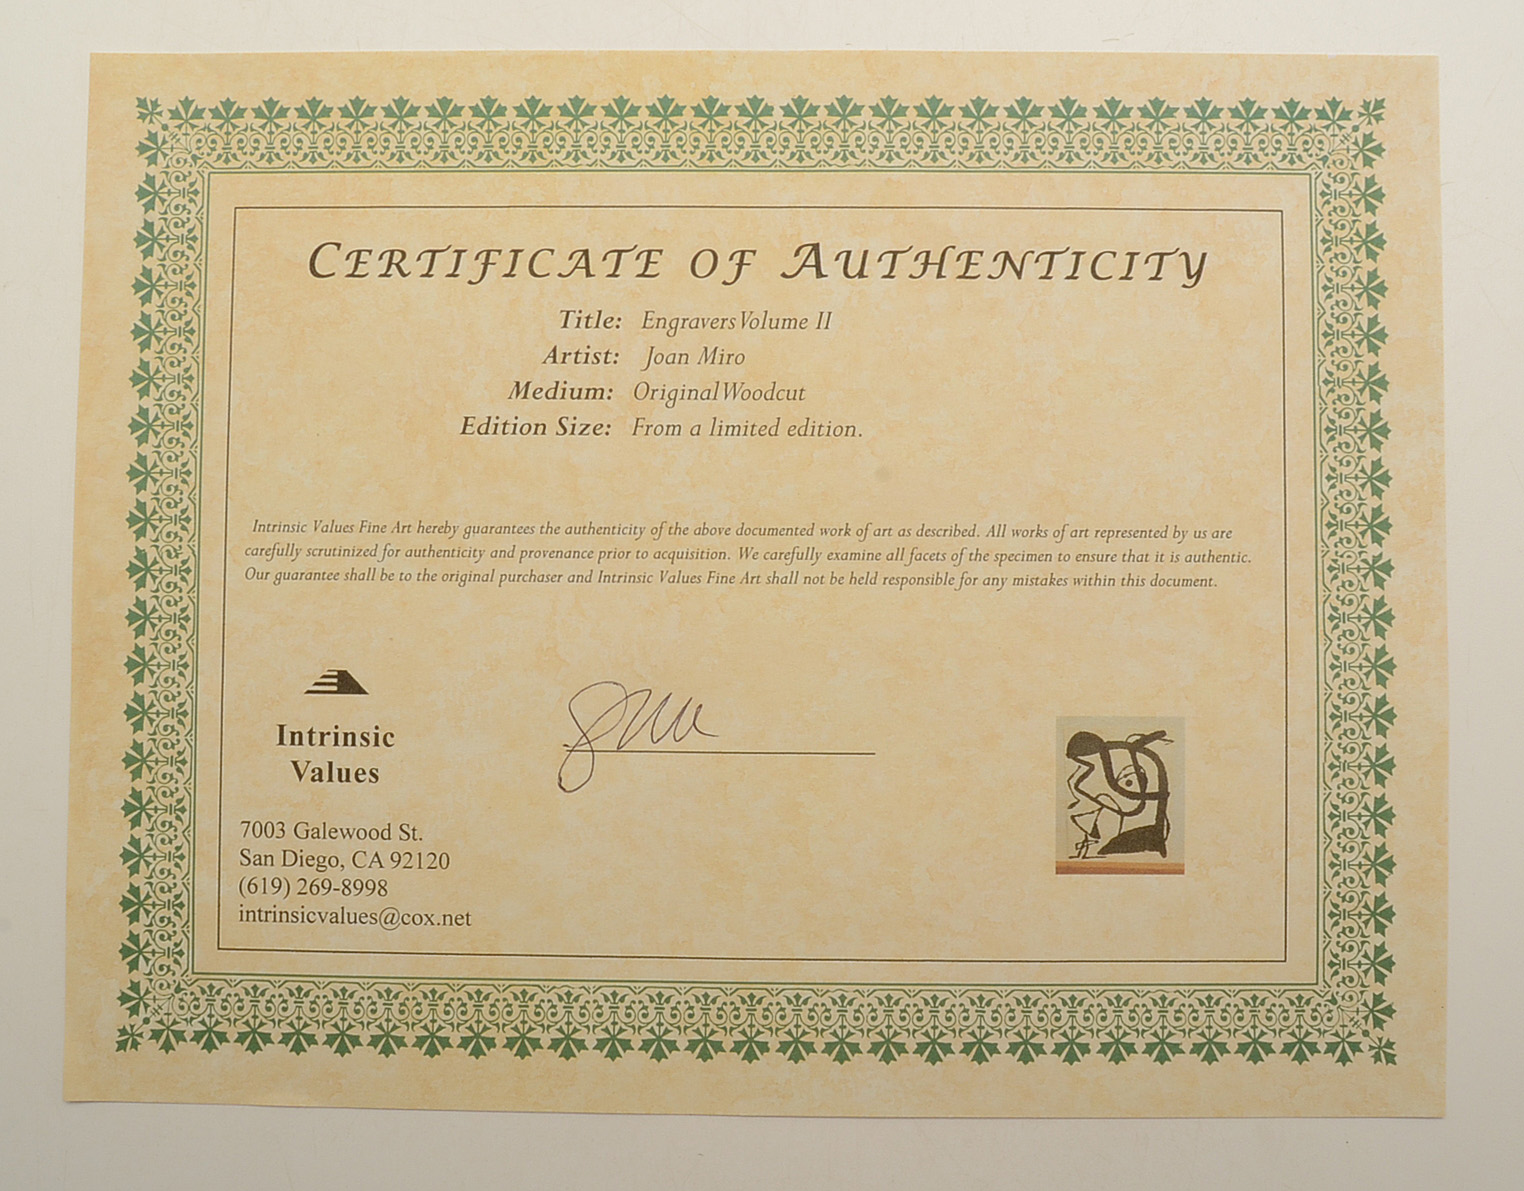 CERTIFICATE OF AUTHENTICITY
Title: Engravers Volume II
Artist: Joan Miro
Medium: Original Woodcut
Edition Size: From a limited edition.
Intrinsic Values Fine Art hereby guarantees the authenticity of the above documented work of art as described. All works of art represented by us are
carefully scrutinized for authenticity and provenance prior to acquisition. We carefully examine all facets of the specimen to ensure that it is authentic.
Our guarantee shall be to the original purchaser and Intrinsic Values Fine Art shall not be held responsible for any mistakes within this document.
Intrinsic
Values
7003 Galewood St.
San Diego, CA 92120
(619) 269-8998
intrinsicvalues@cox.net